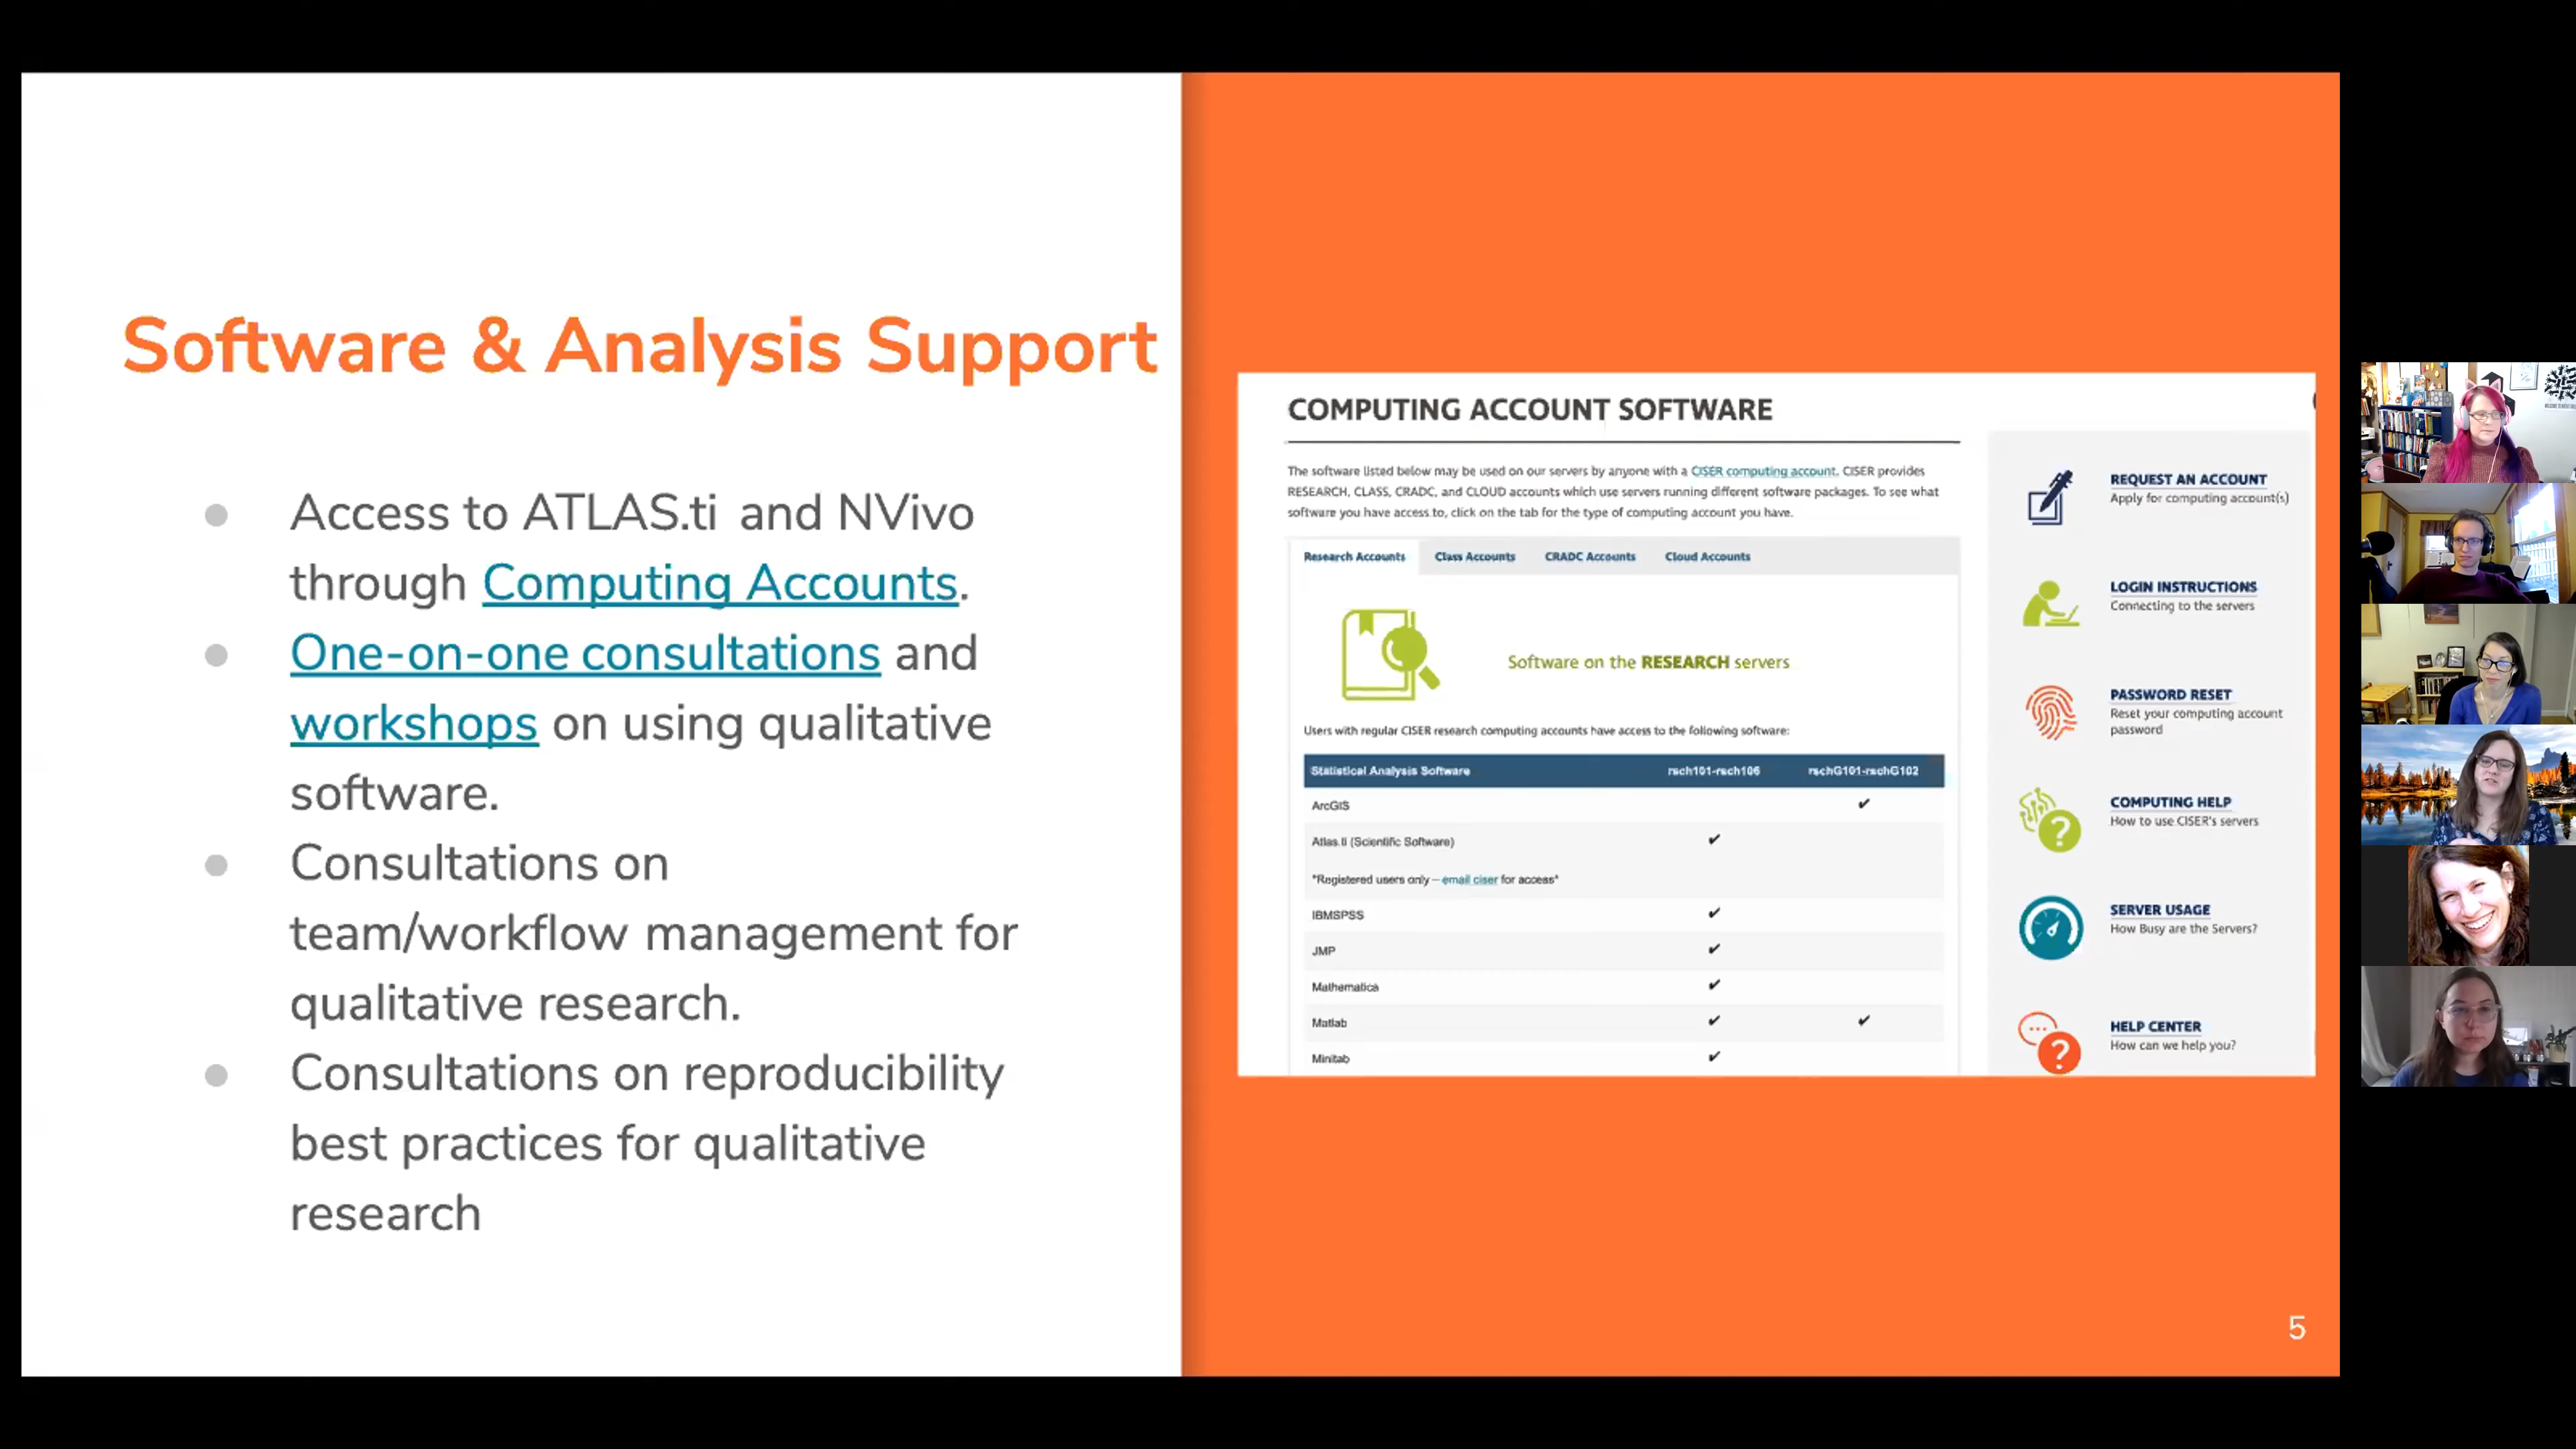 Software & Analysis Support
Access to ATLAS.ti and NVivo
through Computing Accounts.
One-on-one consultations and
workshops on using qualitative
software.
Consultations on
team/workflow management for
qualitative research.
Consultations on reproducibility
best practices for qualitative
research
COMPUTING ACCOUNT SOFTWARE
The software listed below may be used on our servers by anyone with a CISER computing account. CISER provides
RESEARCH, CLASS, CRADC, and CLOUD accounts which use servers running different software packages. To see what
software you have access to, click on the tab for the type of computing account you have.
Research Accounts Class Accounts CRADC Accounts Cloud Accounts
Software on the RESEARCH servers
Users with regular CISER research computing accounts have access to the following software:
Statistical Analysis Software rsch101-rsch106 rschG101-rschG102
ArcGIS ✔
Atlas.ti (Scientific Software) ✔
*Registered users only – email ciser for access*
IBMSPSS ✔
JMP ✔
Mathematica ✔
Matlab ✔ ✔
Minitab ✔
REQUEST AN ACCOUNT
Apply for computing account(s)
LOGIN INSTRUCTIONS
Connecting to the servers
PASSWORD RESET
Reset your computing account
password
COMPUTING HELP
How to use CISER's servers
SERVER USAGE
How Busy are the Servers?
HELP CENTER
How can we help you?
5